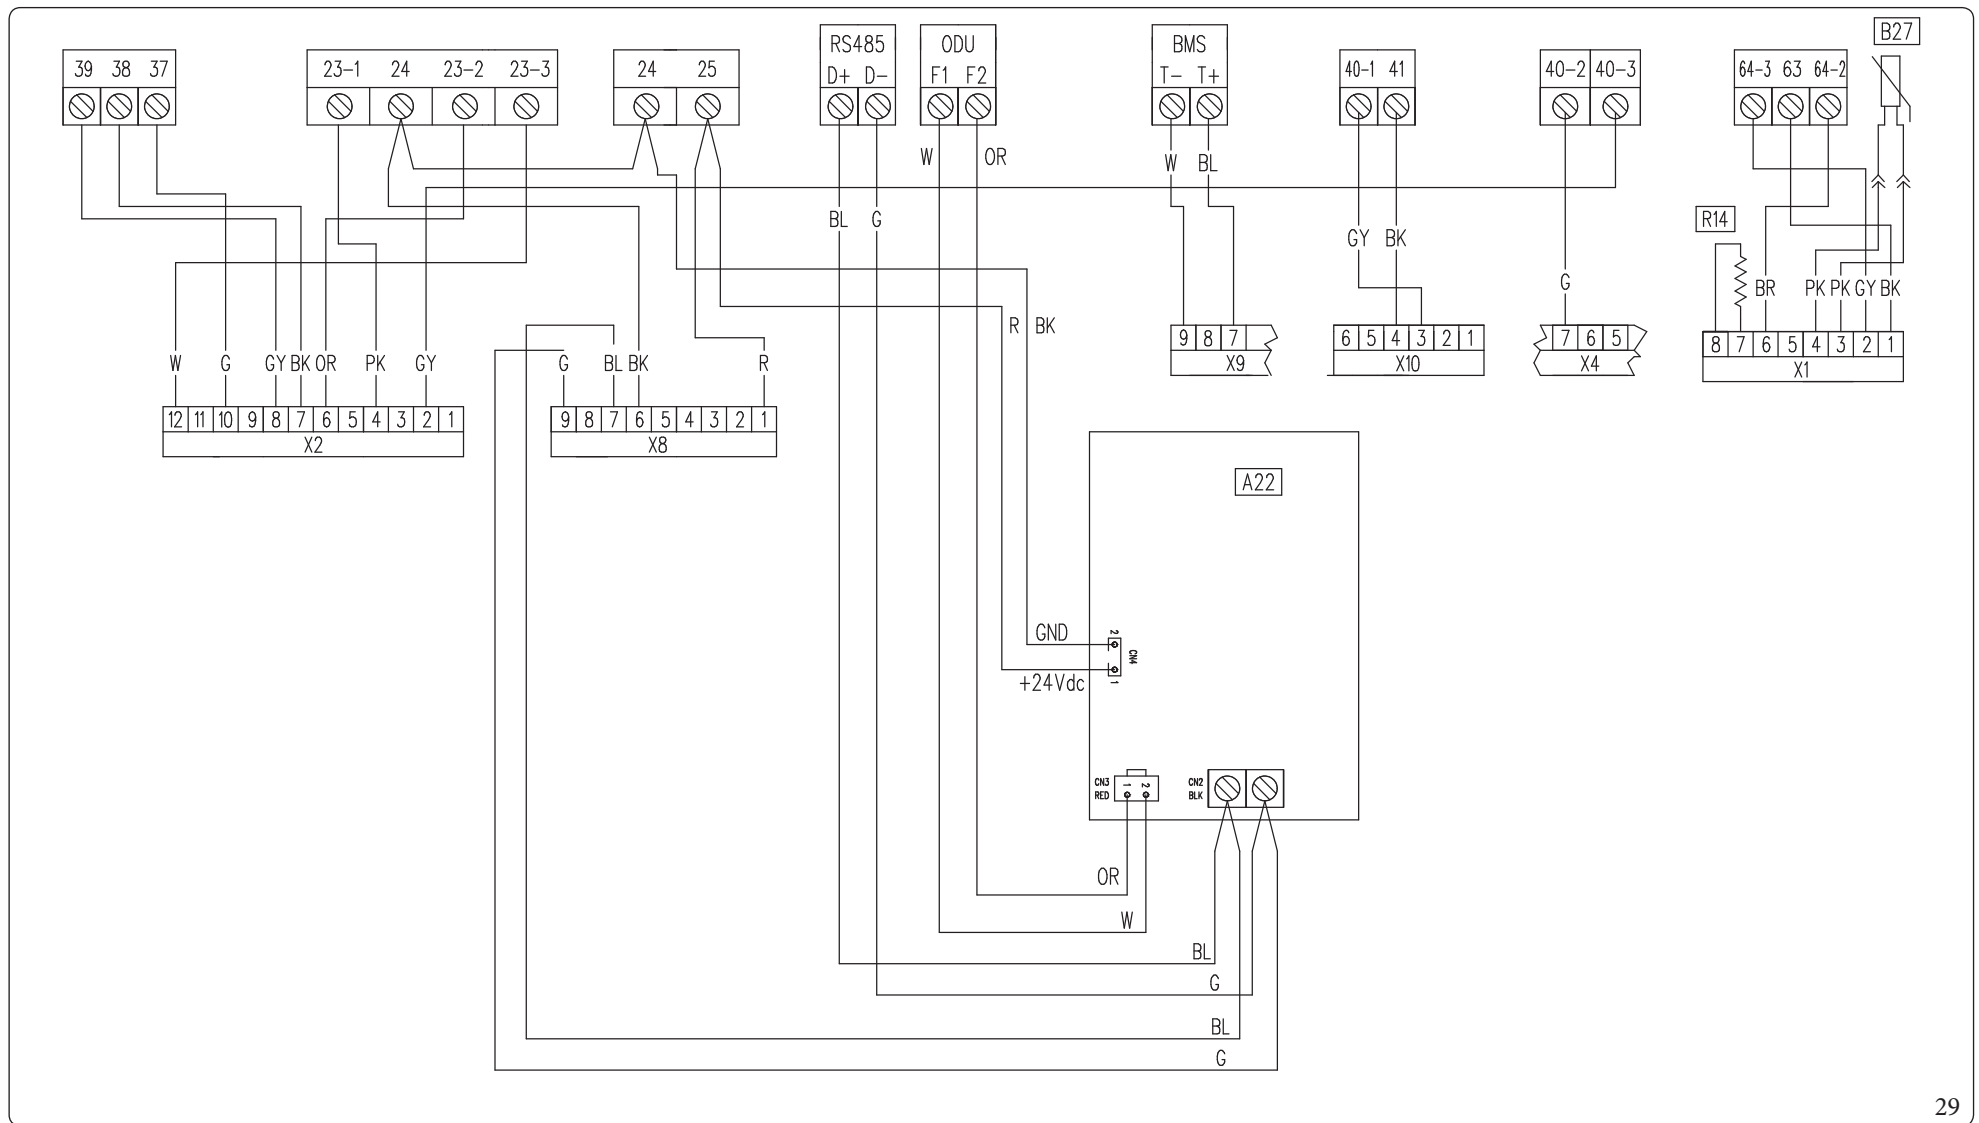 B27
RS485 ODU BMS
39 38 37 23-1 24 23-2 23-3 24 25 D+ D- F1 F2 T- T+ 40-1 41 40-2 40-3 64-3 63 64-2
W OR W BL
BL G R14
GY BK
G BR PK PK GY BK
R BK
9 8 7 6 5 4 3 2 1 7 6 5 8 7 6 5 4 3 2 1
W G GY BK OR PK GY G BL BK R X9 X10 X4 X1
12 11 10 9 8 7 6 5 4 3 2 1 9 8 7 6 5 4 3 2 1
X2 X8
A22
GND 2
CN4
+24Vdc 1
CN3 1 2 CN2
RED BLK
OR
W
BL
G
BL
G
29